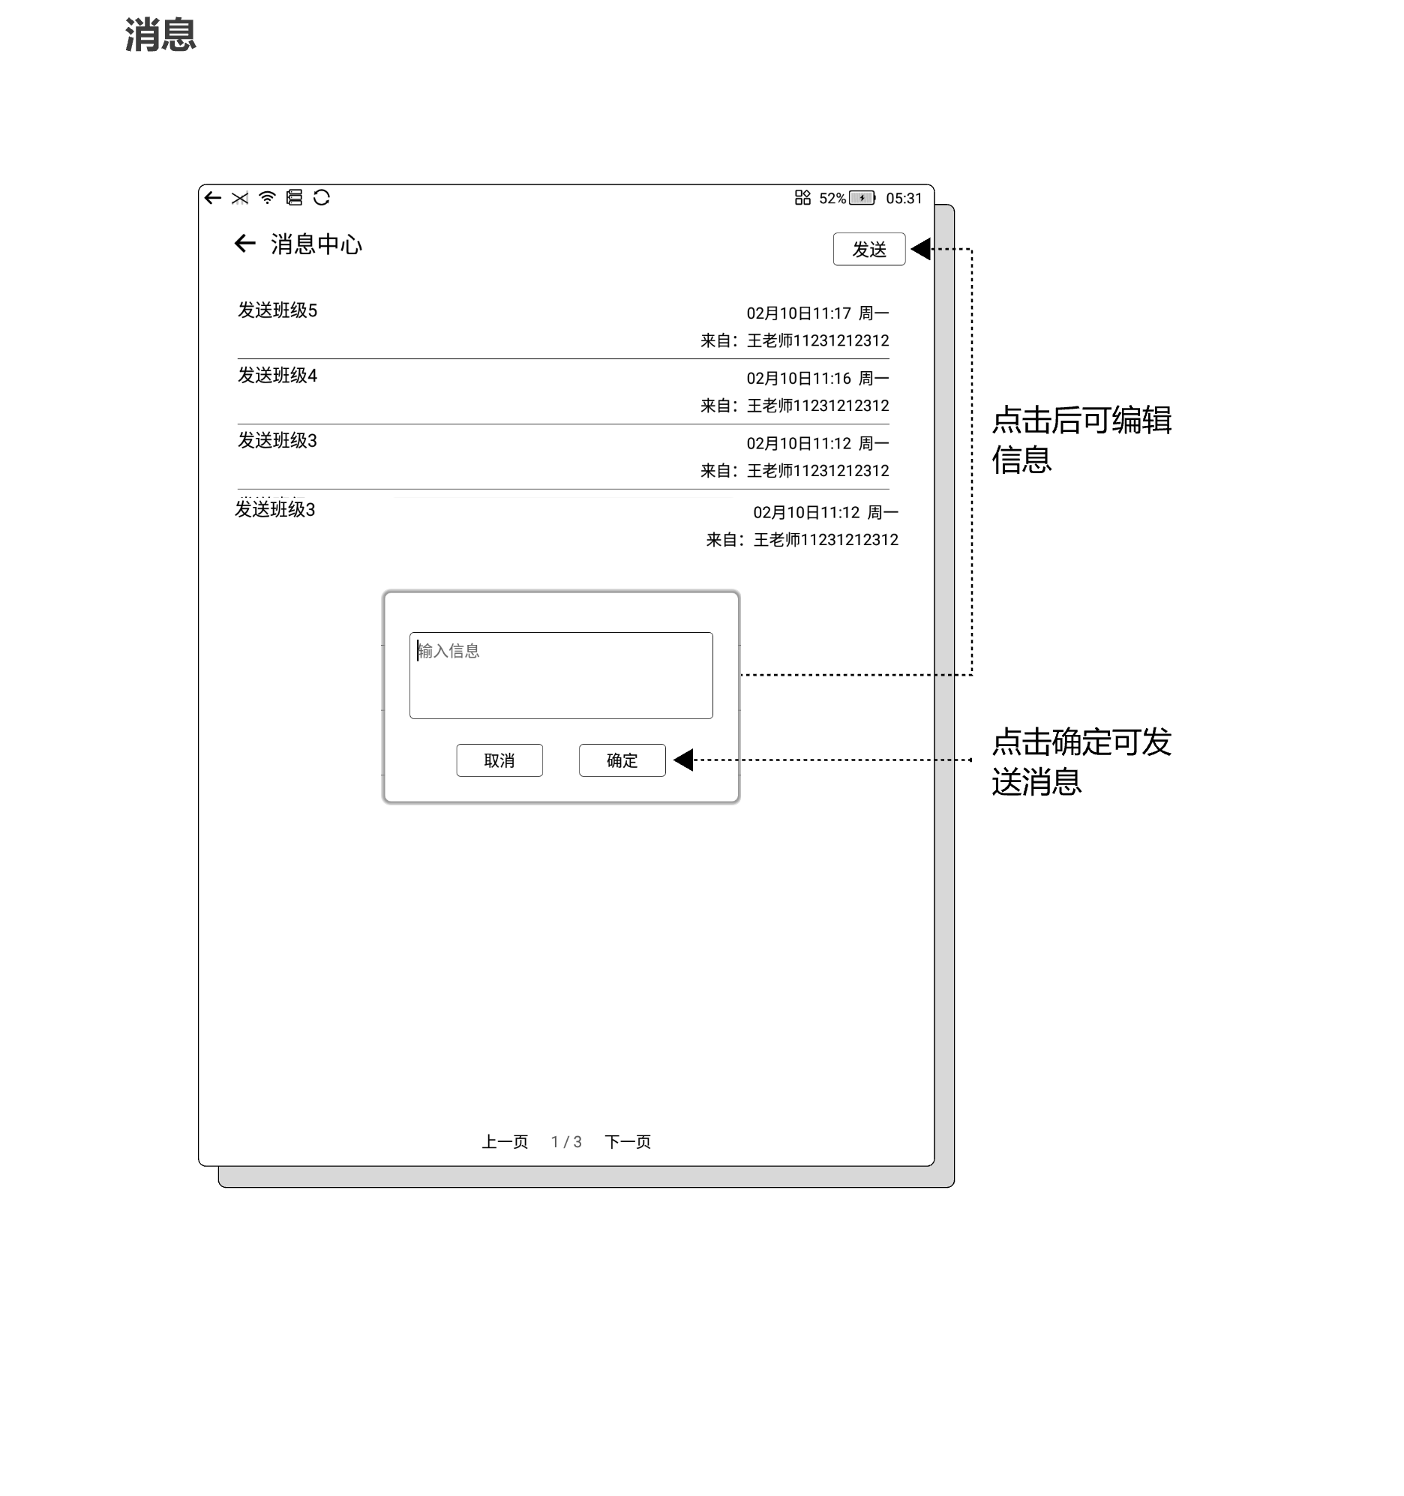 消息
52% 05:31
消息中心
发送
发送班级5
02月10日11:17 周一
来自：王老师11231212312
发送班级4
02月10日11:16 周一
来自：王老师11231212312
发送班级3
02月10日11:12 周一
来自：王老师11231212312
发送班级3
02月10日11:12 周一
来自：王老师11231212312
输入信息
取消
确定
上一页 1 / 3 下一页
点击后可编辑
信息
点击确定可发
送消息